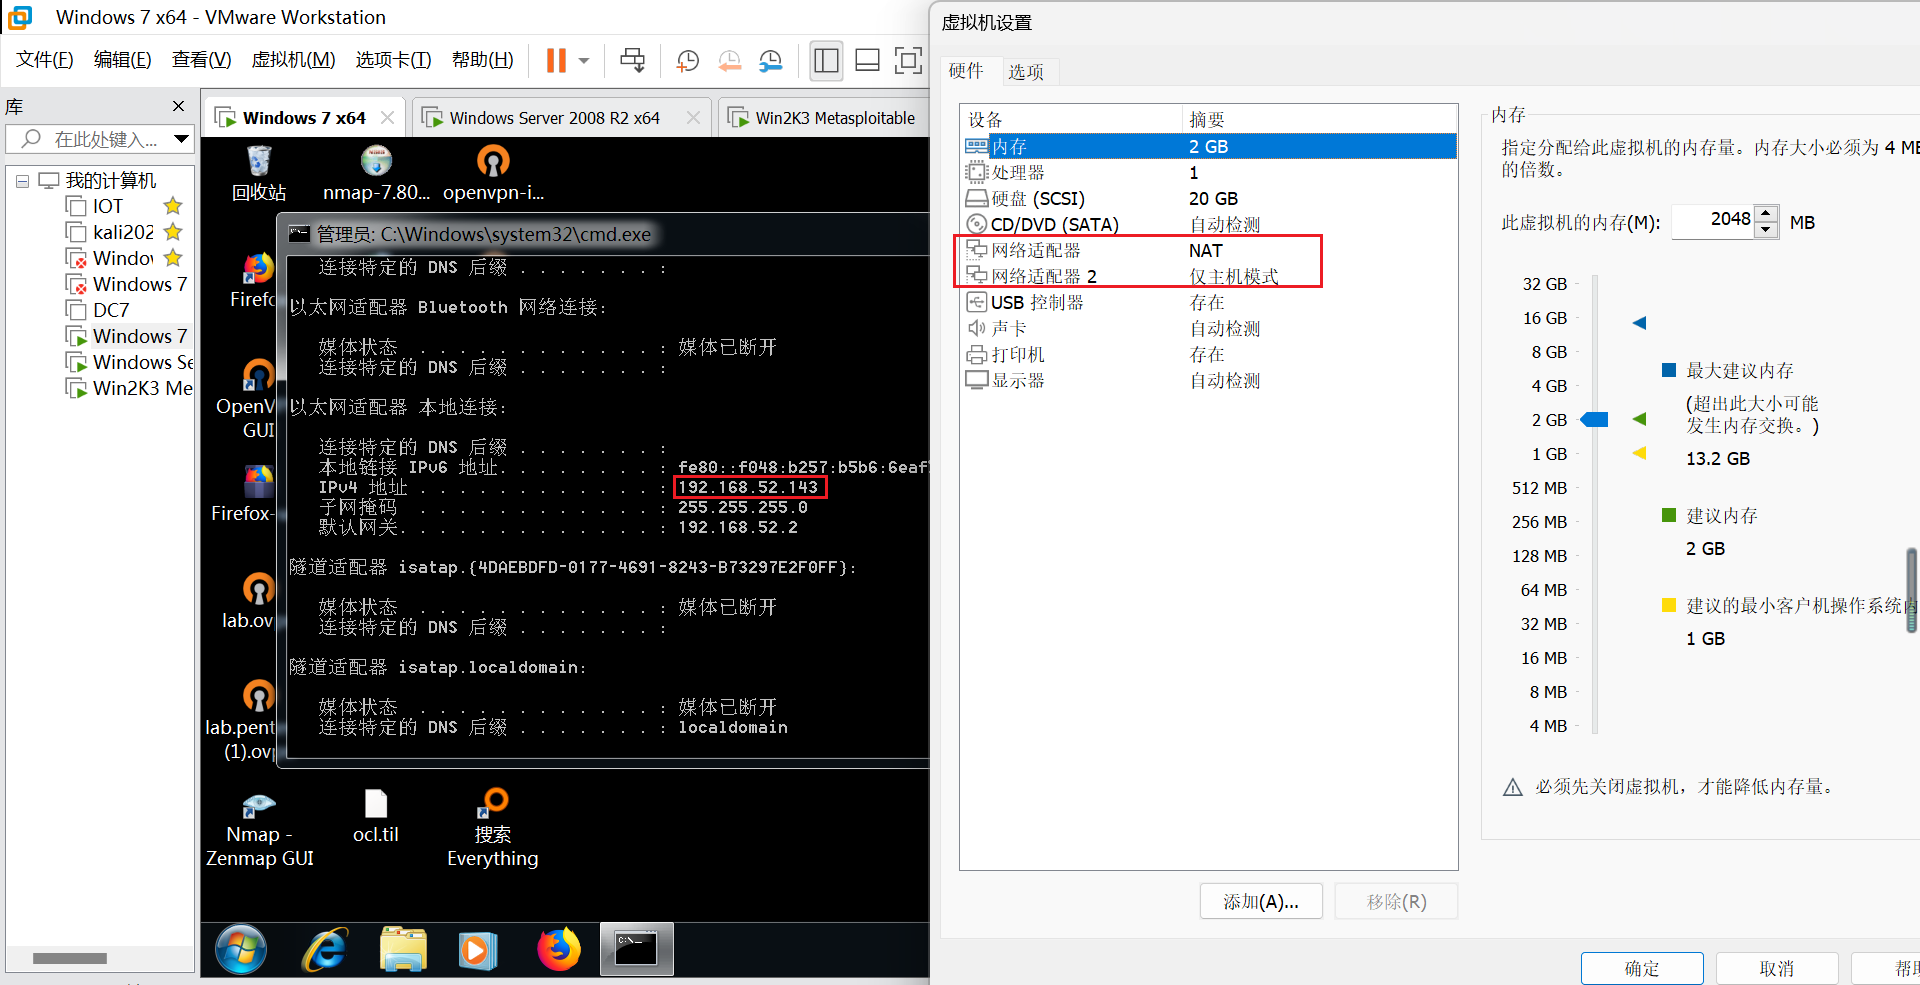 Windows 7 x64 - VMware Workstation
文件(F) 编辑(E) 查看(V) 虚拟机(M) 选项卡(T) 帮助(H)
库
在此处键入...
我的计算机
IOT
kali202
Windov
Windows 7
DC7
Windows 7
Windows Se
Win2K3 Me
Windows 7 x64
Windows Server 2008 R2 x64
Win2K3 Metasploitable
回收站
nmap-7.80...
openvpn-i...
Firefo
OpenV
GUI
Firefox-
lab.ov
lab.pent
(1).ovp
Nmap -
Zenmap GUI
ocl.til
搜索
Everything
管理员: C:\Windows\system32\cmd.exe
连接特定的 DNS 后缀 . . . . . . . :
以太网适配器 Bluetooth 网络连接:
媒体状态 . . . . . . . . . . . . : 媒体已断开
连接特定的 DNS 后缀 . . . . . . . :
以太网适配器 本地连接:
连接特定的 DNS 后缀 . . . . . . . :
本地链接 IPv6 地址. . . . . . . . : fe80::f048:b257:b5b6:6eaf
IPv4 地址 . . . . . . . . . . . . : 192.168.52.143
子网掩码 . . . . . . . . . . . . : 255.255.255.0
默认网关. . . . . . . . . . . . . : 192.168.52.2
隧道适配器 isatap.{4DAEBDFD-0177-4691-8243-B73297E2F0FF}:
媒体状态 . . . . . . . . . . . . : 媒体已断开
连接特定的 DNS 后缀 . . . . . . . :
隧道适配器 isatap.localdomain:
媒体状态 . . . . . . . . . . . . : 媒体已断开
连接特定的 DNS 后缀 . . . . . . . : localdomain
虚拟机设置
硬件 选项
设备 摘要
内存 2 GB
处理器 1
硬盘 (SCSI) 20 GB
CD/DVD (SATA) 自动检测
网络适配器 NAT
网络适配器 2 仅主机模式
USB 控制器 存在
声卡 自动检测
打印机 存在
显示器 自动检测
添加(A)... 移除(R)
内存
指定分配给此虚拟机的内存量。内存大小必须为 4 MB
的倍数。
此虚拟机的内存(M): 2048 MB
32 GB
16 GB
8 GB
4 GB
2 GB
1 GB
512 MB
256 MB
128 MB
64 MB
32 MB
16 MB
8 MB
4 MB
最大建议内存
(超出此大小可能
发生内存交换。)
13.2 GB
建议内存
2 GB
建议的最小客户机操作系统内
1 GB
必须先关闭虚拟机，才能降低内存量。
确定 取消 帮助